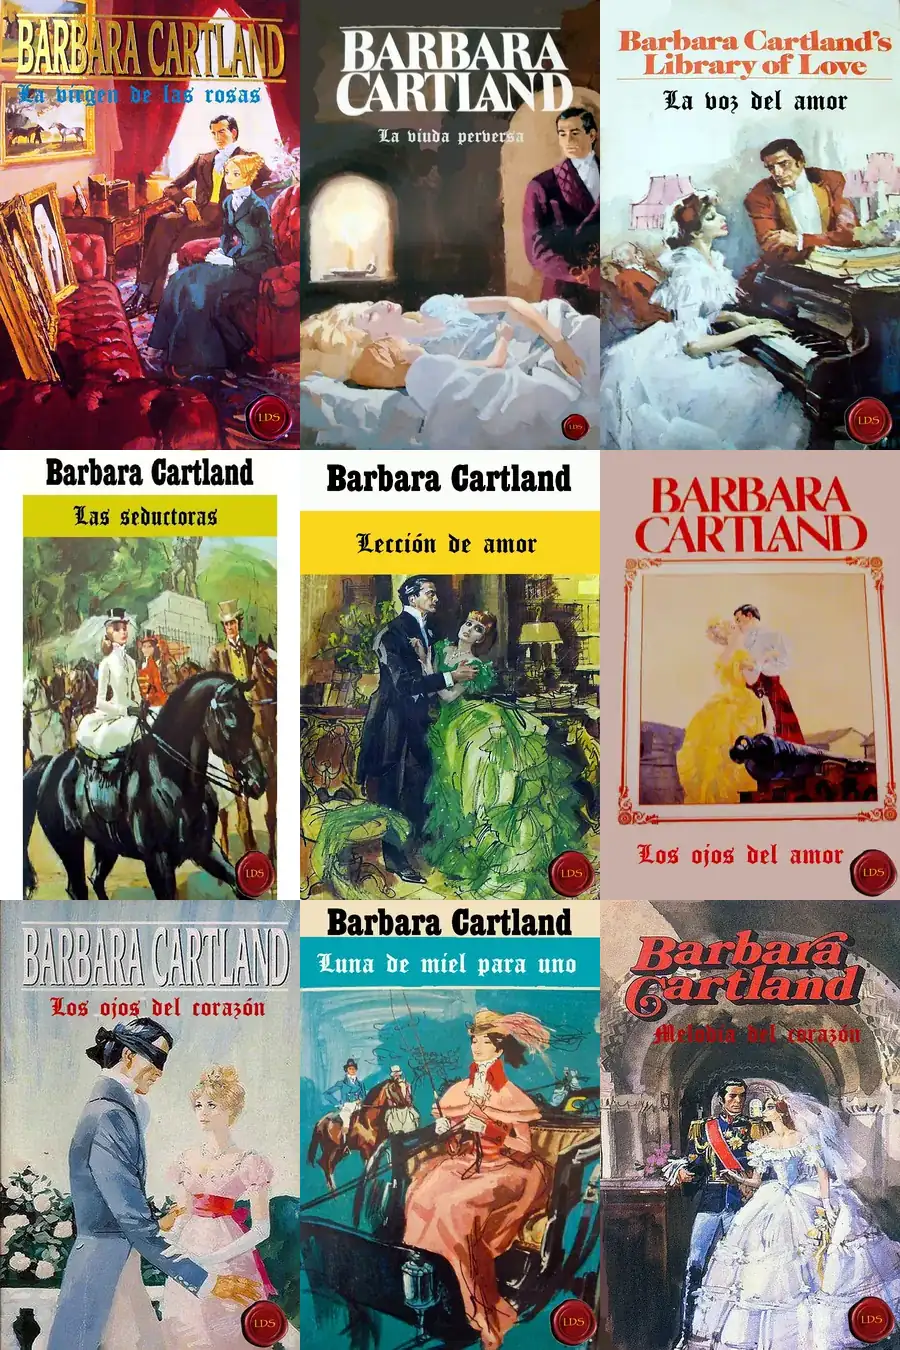 BARBARA CARTLAND
La virgen de las rosas
LDS
BARBARA
CARTLAND
La viuda perversa
LDS
Barbara Cartland's
Library of Love
La voz del amor
LDS
Barbara Cartland
Las seductoras
LDS
Barbara Cartland
Lección de amor
LDS
BARBARA
CARTLAND
Los ojos del amor
LDS
BARBARA CARTLAND
Los ojos del corazón
LDS
Barbara Cartland
Luna de miel para uno
LDS
Barbara
Cartland
Melodia del corazón
LDS